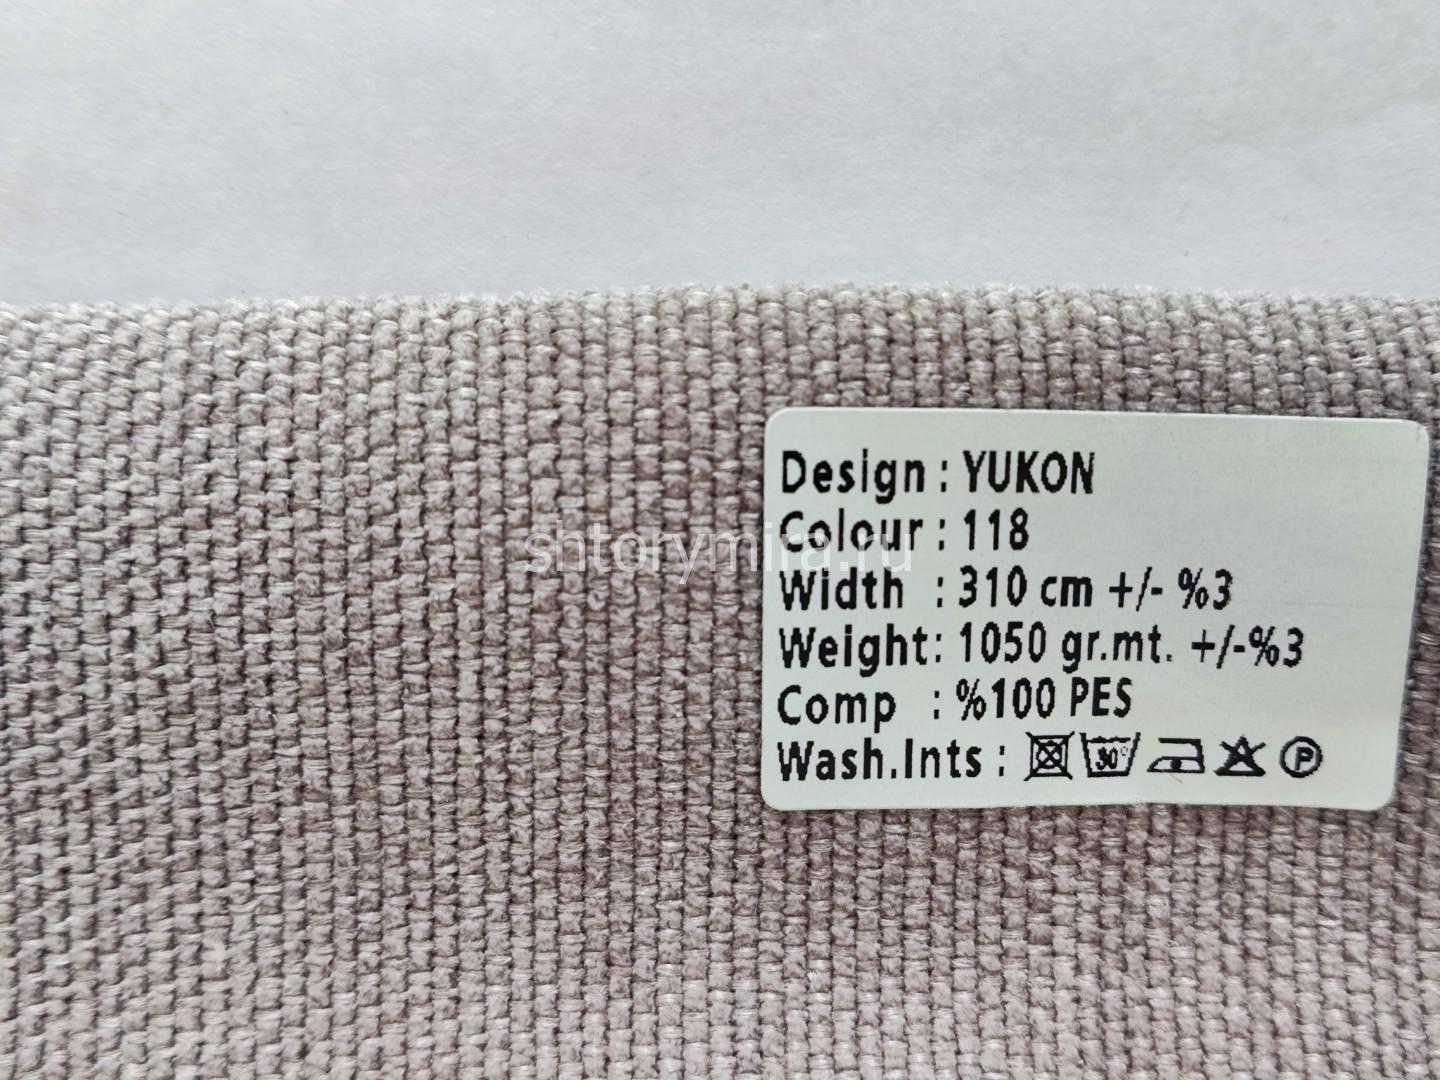 Design : YUKON
Colour : 118
Width : 310 cm +/- %3
Weight: 1050 gr.mt. +/-%3
Comp : %100 PES
Wash.Ints : 30° P
shtorymira.ru